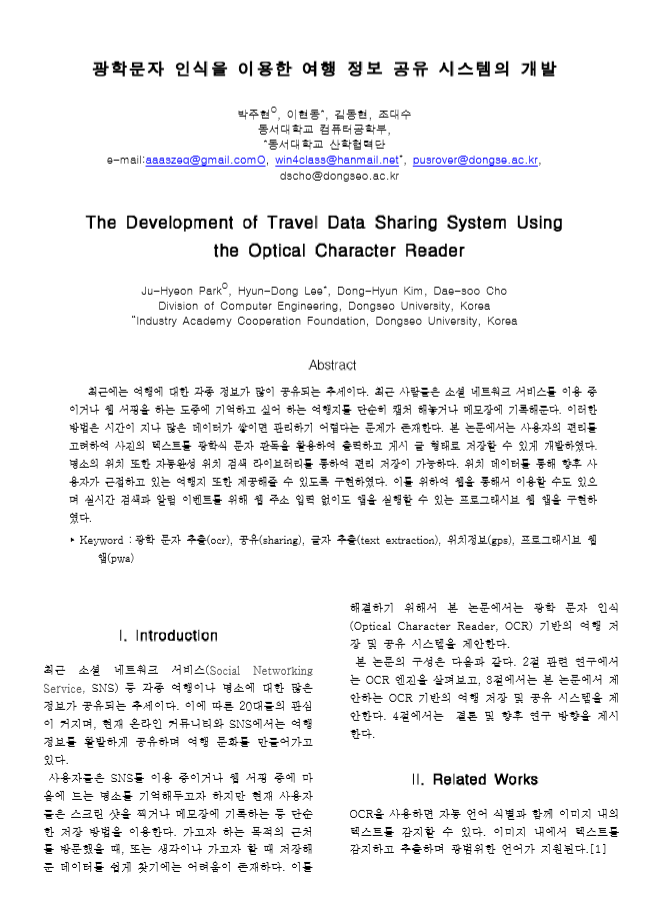 광학문자 인식을 이용한 여행 정보 공유 시스템의 개발
박주현O, 이현동*, 김동현, 조대수
동서대학교 컴퓨터공학부,
*동서대학교 산학협력단
e-mail:aaaszeq@gmail.comO, win4class@hanmail.net*, pusrover@dongse.ac.kr,
dscho@dongseo.ac.kr
The Development of Travel Data Sharing System Using
the Optical Character Reader
Ju-Hyeon ParkO, Hyun-Dong Lee*, Dong-Hyun Kim, Dae-soo Cho
Division of Computer Engineering, Dongseo University, Korea
*Industry Academy Cooperation Foundation, Dongseo University, Korea
Abstract
최근에는 여행에 대한 각종 정보가 많이 공유되는 추세이다. 최근 사람들은 소셜 네트워크 서비스를 이용 중
이거나 웹 서핑을 하는 도중에 기억하고 싶어 하는 여행지를 단순히 캡처 해놓거나 메모장에 기록해둔다. 이러한
방법은 시간이 지나 많은 데이터가 쌓이면 관리하기 어렵다는 문제가 존재한다. 본 논문에서는 사용자의 편리를
고려하여 사진의 텍스트를 광학식 문자 판독을 활용하여 출력하고 게시 글 형태로 저장할 수 있게 개발하였다.
명소의 위치 또한 자동완성 위치 검색 라이브러리를 통하여 편리 저장이 가능하다. 위치 데이터를 통해 향후 사
용자가 근접하고 있는 여행지 또한 제공해줄 수 있도록 구현하였다. 이를 위하여 웹을 통해서 이용할 수도 있으
며 실시간 검색과 알림 이벤트를 위해 웹 주소 입력 없이도 앱을 실행할 수 있는 프로그래시브 웹 앱을 구현하
였다.
▸ Keyword : 광학 문자 추출(ocr), 공유(sharing), 글자 추출(text extraction), 위치정보(gps), 프로그래시브 웹
앱(pwa)
I. Introduction
최근 소셜 네트워크 서비스(Social Networking
Service, SNS) 등 각종 여행이나 명소에 대한 많은
정보가 공유되는 추세이다. 이에 따른 20대들의 관심
이 커지며, 현재 온라인 커뮤니티와 SNS에서는 여행
정보를 활발하게 공유하며 여행 문화를 만들어가고
있다.
사용자들은 SNS를 이용 중이거나 웹 서핑 중에 마
음에 드는 명소를 기억해두고자 하지만 현재 사용자
들은 스크린 샷을 찍거나 메모장에 기록하는 등 단순
한 저장 방법을 이용한다. 가고자 하는 목적의 근처
를 방문했을 때, 또는 생각이나 가고자 할 때 저장해
둔 데이터를 쉽게 찾기에는 어려움이 존재하다. 이를
해결하기 위해서 본 논문에서는 광학 문자 인식
(Optical Character Reader, OCR) 기반의 여행 저
장 및 공유 시스템을 제안한다.
본 논문의 구성은 다음과 같다. 2절 관련 연구에서
는 OCR 엔진을 살펴보고, 3절에서는 본 논문에서 제
안하는 OCR 기반의 여행 저장 및 공유 시스템을 제
안한다. 4절에서는 결론 및 향후 연구 방향을 제시
한다.
II. Related Works
OCR을 사용하면 자동 언어 식별과 함께 이미지 내의
텍스트를 감지할 수 있다. 이미지 내에서 텍스트를
감지하고 추출하며 광범위한 언어가 지원된다.[1]